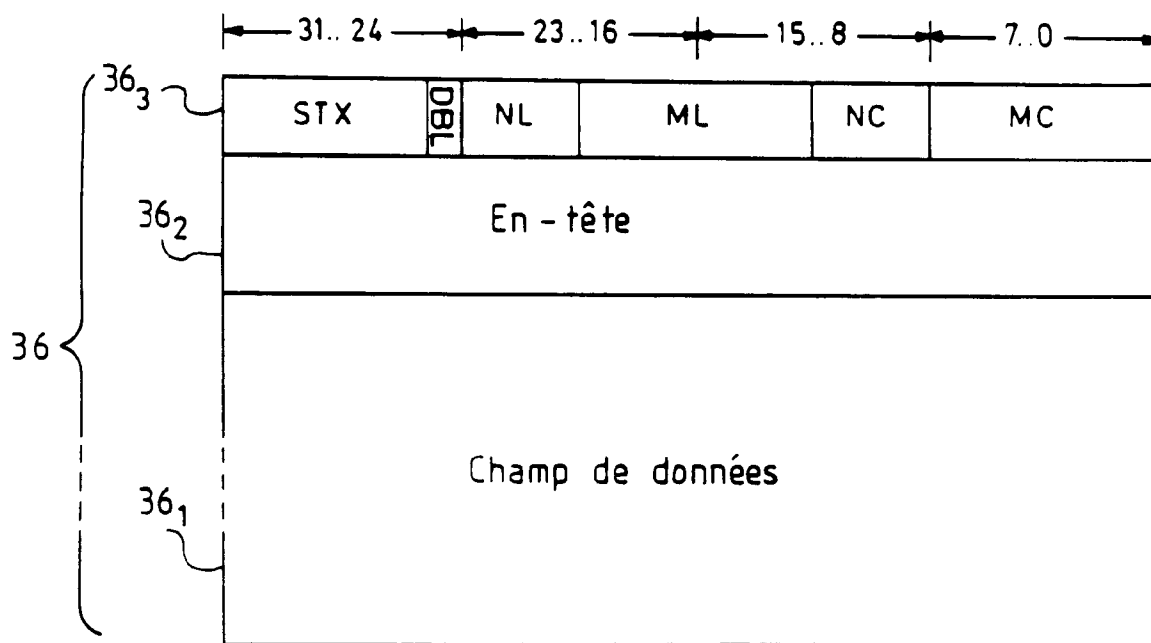 31..24 23..16 15..8 7..0
36₃ STX DBL NL ML NC MC
36₂ En-tête
36
36₁ Champ de données